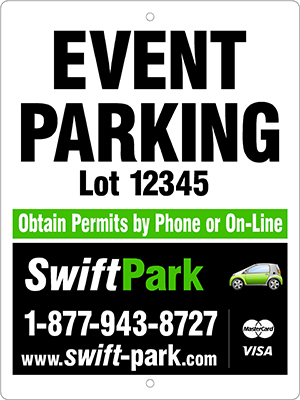 EVENT
PARKING
Lot 12345
Obtain Permits by Phone or On-Line
SwiftPark
1-877-943-8727
www.swift-park.com
MasterCard
VISA